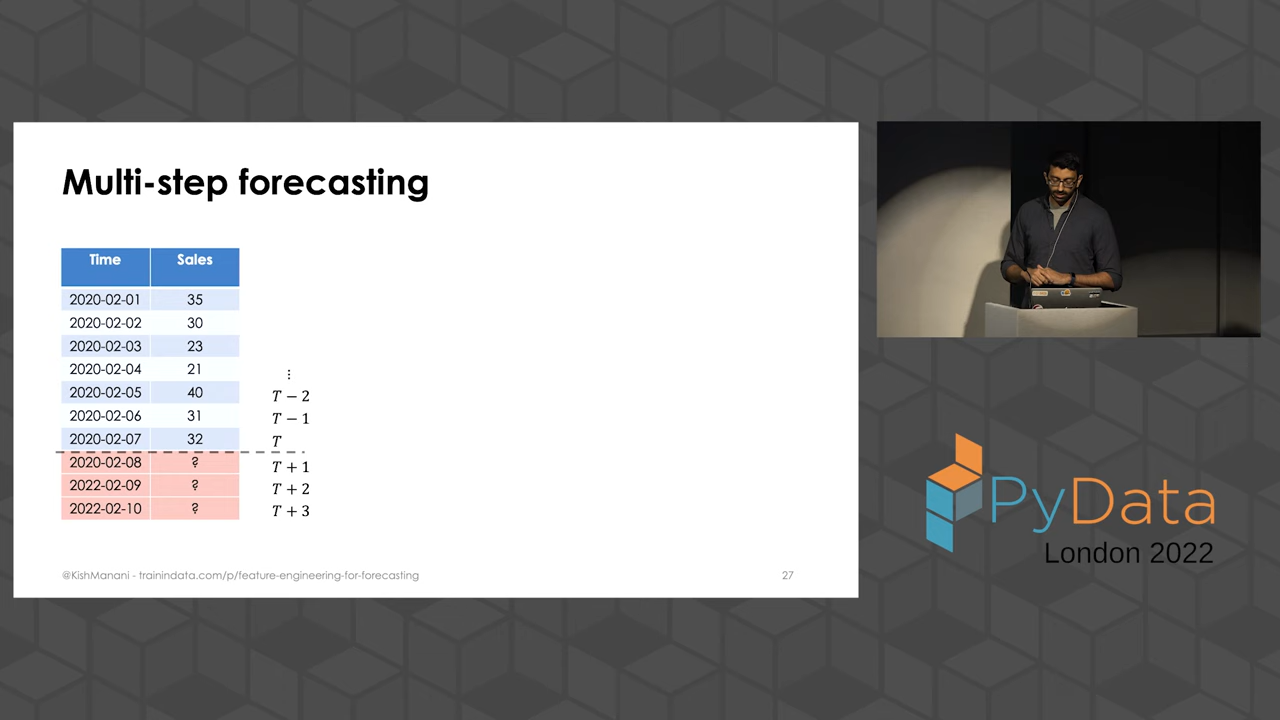 Multi-step forecasting
Time Sales
2020-02-01 35
2020-02-02 30
2020-02-03 23
2020-02-04 21
⋮
2020-02-05 40 T − 2
2020-02-06 31 T − 1
2020-02-07 32 T
2020-02-08 ? T + 1
2022-02-09 ? T + 2
2022-02-10 ? T + 3
@KishManani - trainindata.com/p/feature-engineering-for-forecasting 27
PyData
London 2022